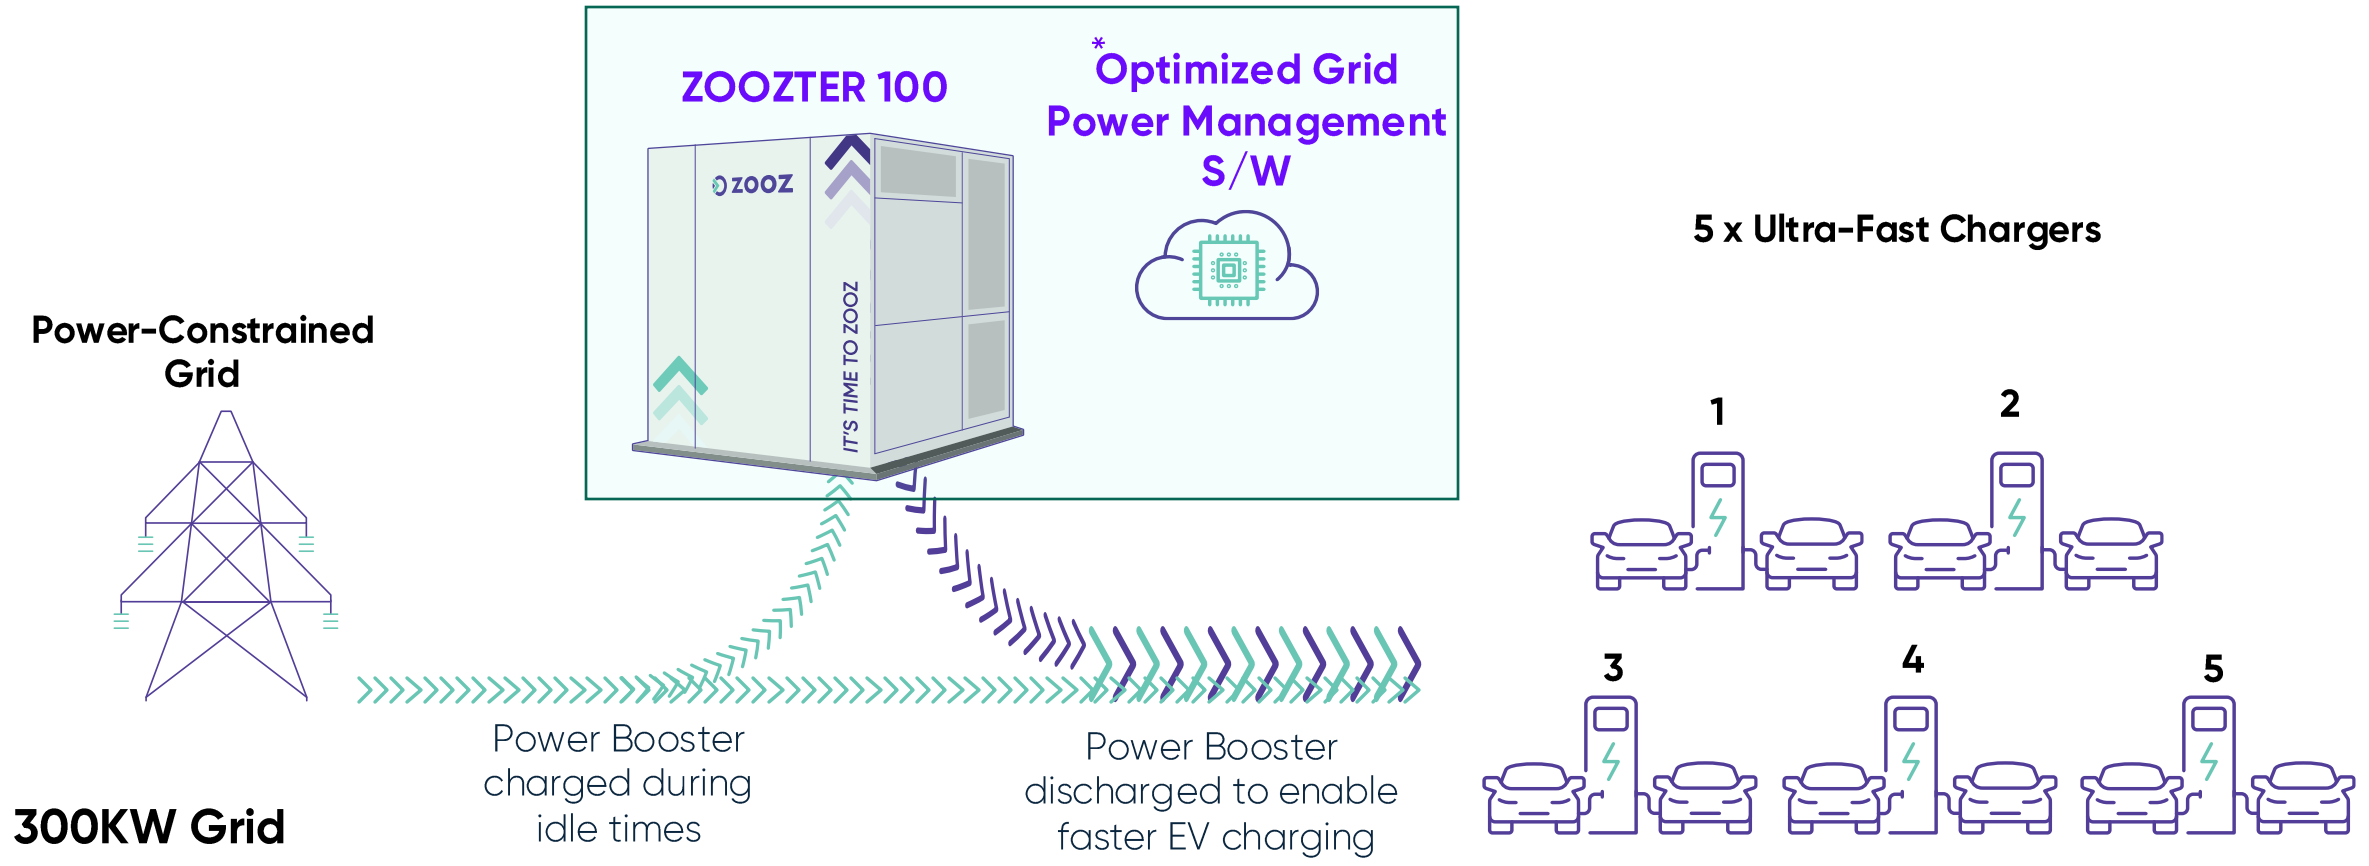 Power-Constrained
Grid
300KW Grid
ZOOZTER 100
ZOOZ
IT'S TIME TO ZOOZ
*Optimized Grid
Power Management
S/W
Power Booster
charged during
idle times
Power Booster
discharged to enable
faster EV charging
5 x Ultra-Fast Chargers
1
2
3
4
5